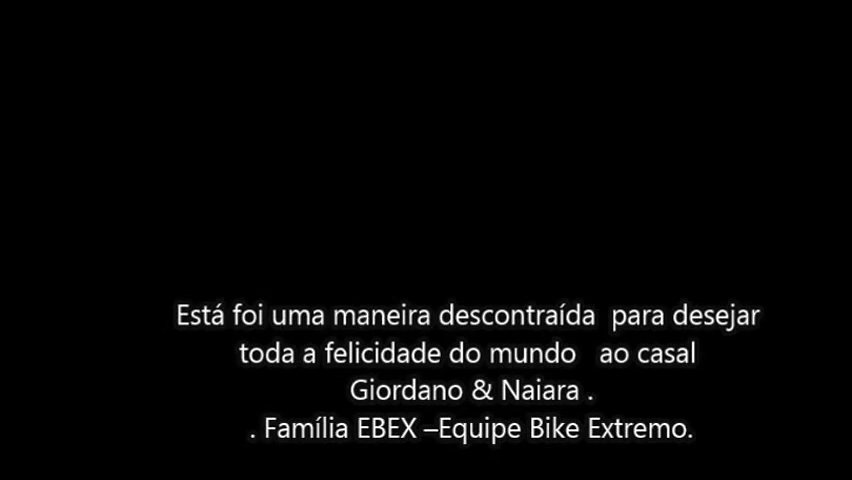 Está foi uma maneira descontraída  para desejar
toda a felicidade do mundo   ao casal
Giordano & Naiara .
. Família EBEX –Equipe Bike Extremo.